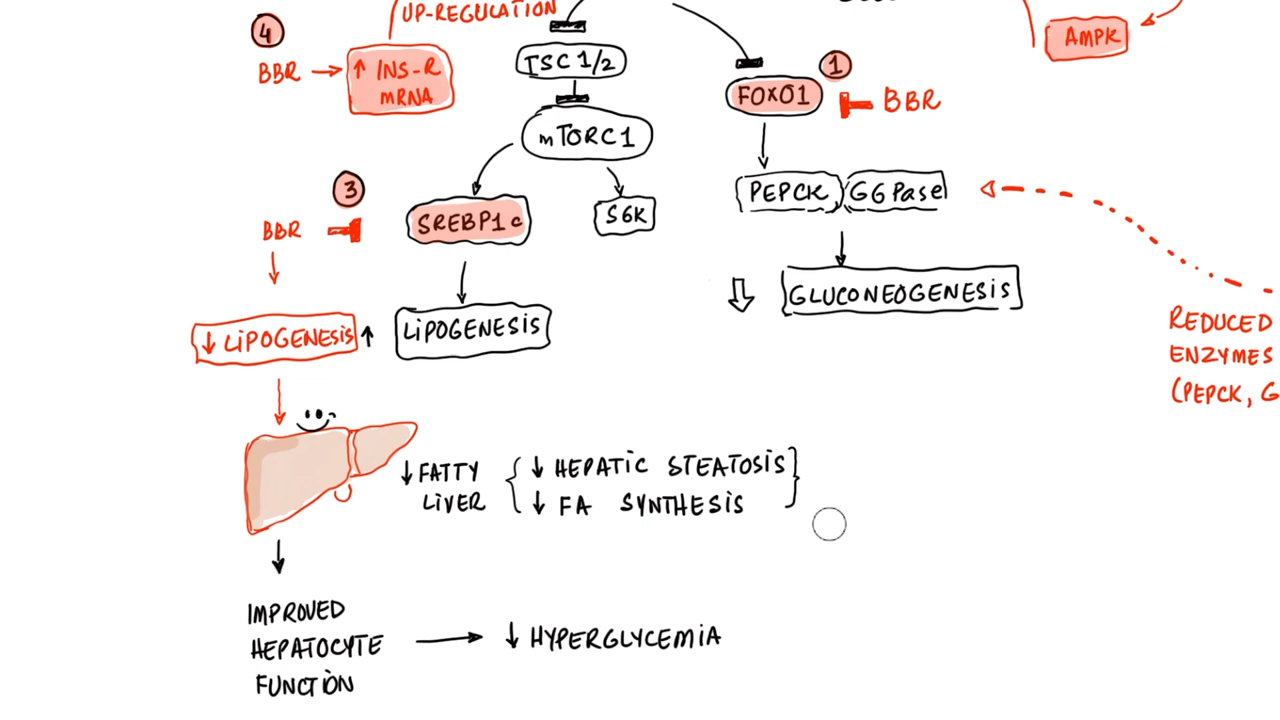 UP-REGULATION
4
BBR
↑ INS-R
mRNA
TSC 1/2
mTORC1
1
FOXO1
BBR
AMPK
PEPCK
G6Pase
3
BBR
SREBP1c
S6K
↓ LiPOGENESIS ↑
LiPOGENESIS
GLUCONEOGENESIS
REDUCED
ENZYMES
(PEPCK, G
↓ FATTY
LiVER
↓ HEPATIC STEATOSIS
↓ FA SYNTHESIS
IMPROVED
HEPATOCYTE
FUNCTION
↓ HYPERGLYCEMIA